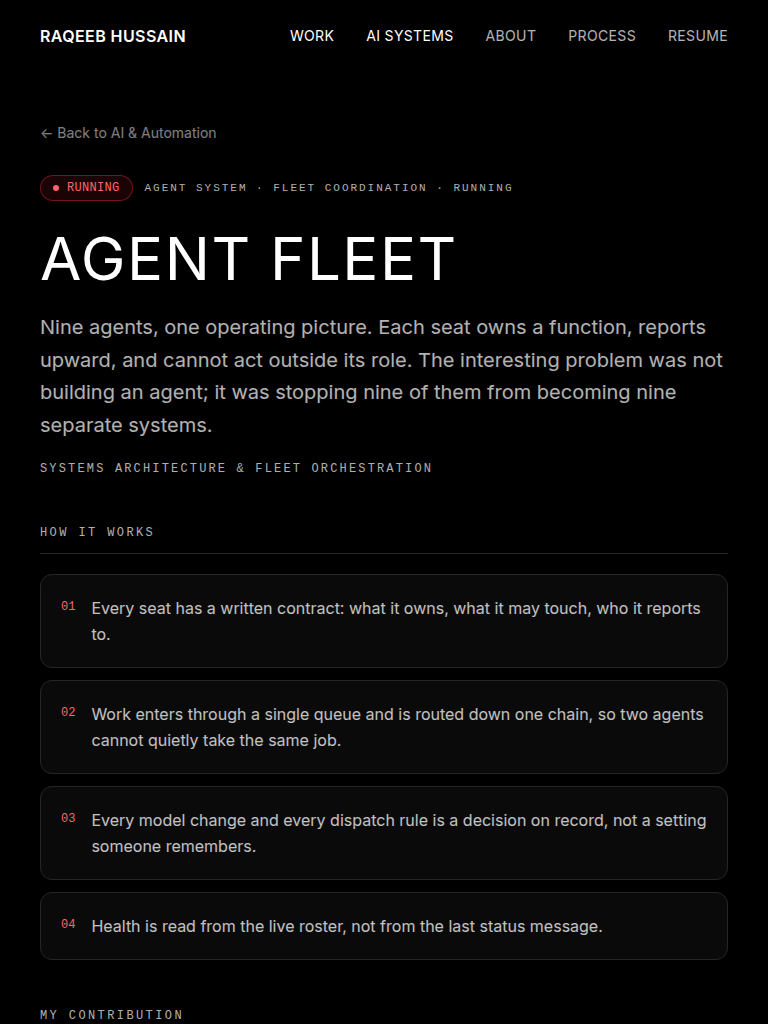 RAQEEB HUSSAIN
WORK AI SYSTEMS ABOUT PROCESS RESUME
← Back to AI & Automation
RUNNING AGENT SYSTEM · FLEET COORDINATION · RUNNING
AGENT FLEET
Nine agents, one operating picture. Each seat owns a function, reports
upward, and cannot act outside its role. The interesting problem was not
building an agent; it was stopping nine of them from becoming nine
separate systems.
SYSTEMS ARCHITECTURE & FLEET ORCHESTRATION
HOW IT WORKS
01 Every seat has a written contract: what it owns, what it may touch, who it reports
to.
02 Work enters through a single queue and is routed down one chain, so two agents
cannot quietly take the same job.
03 Every model change and every dispatch rule is a decision on record, not a setting
someone remembers.
04 Health is read from the live roster, not from the last status message.
MY CONTRIBUTION